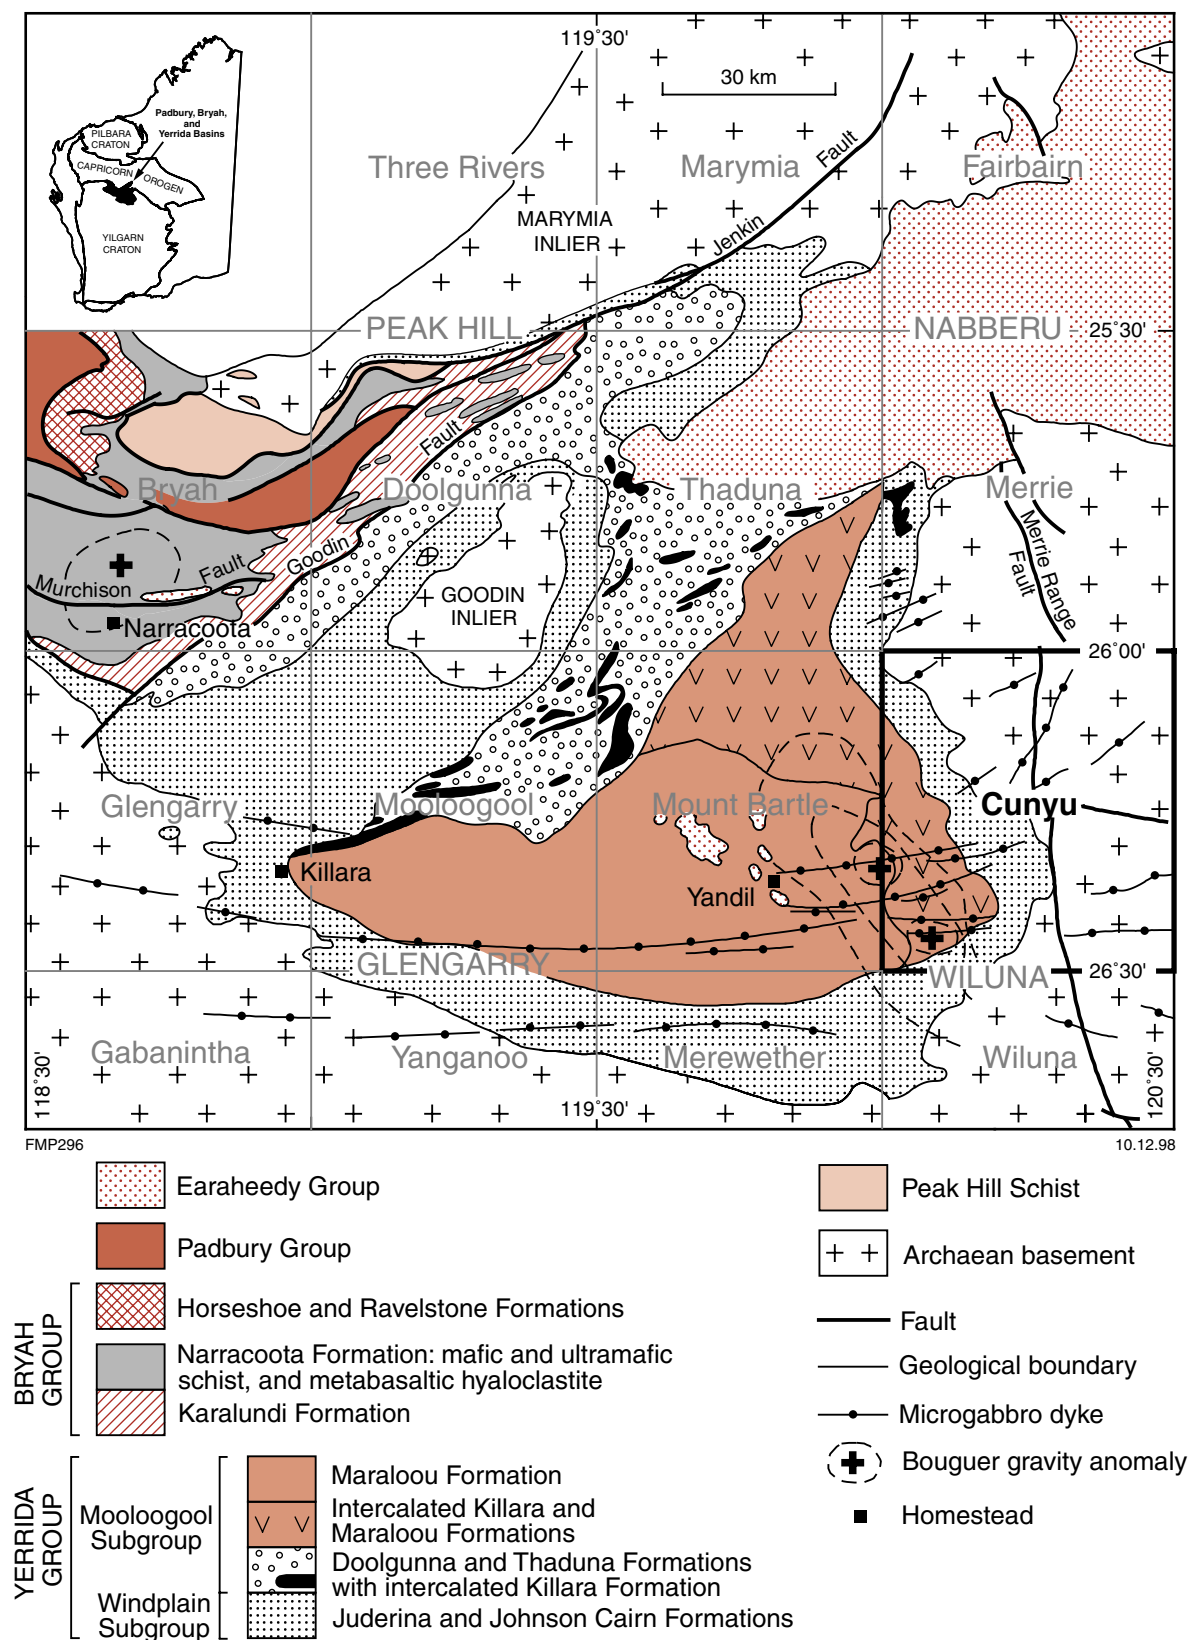 119°30'
30 km
Padbury, Bryah,
and
Yerrida Basins
PILBARA
CRATON
CAPRICORN
OROGEN
YILGARN
CRATON
Three Rivers
Marymia
Fault
Fairbairn
MARYMIA
INLIER
Jenkin
PEAK HILL
NABBERU
25°30'
Fault
Bryah
Doolgunna
Thaduna
Merrie
Merrie Range
Fault
Goodin
Fault
Murchison
GOODIN
INLIER
Narracoota
26°00'
Glengarry
Mooloogool
Mount Bartle
Cunyu
Killara
Yandil
GLENGARRY
WILUNA
26°30'
Gabanintha
Yanganoo
Merewether
Wiluna
118°30'
119°30'
120°30'
FMP296
10.12.98
Earaheedy Group
Padbury Group
BRYAH
GROUP
Horseshoe and Ravelstone Formations
Narracoota Formation: mafic and ultramafic
schist, and metabasaltic hyaloclastite
Karalundi Formation
YERRIDA
GROUP
Mooloogool
Subgroup
Maraloou Formation
Intercalated Killara and
Maraloou Formations
Doolgunna and Thaduna Formations
with intercalated Killara Formation
Windplain
Subgroup
Juderina and Johnson Cairn Formations
Peak Hill Schist
Archaean basement
Fault
Geological boundary
Microgabbro dyke
Bouguer gravity anomaly
Homestead